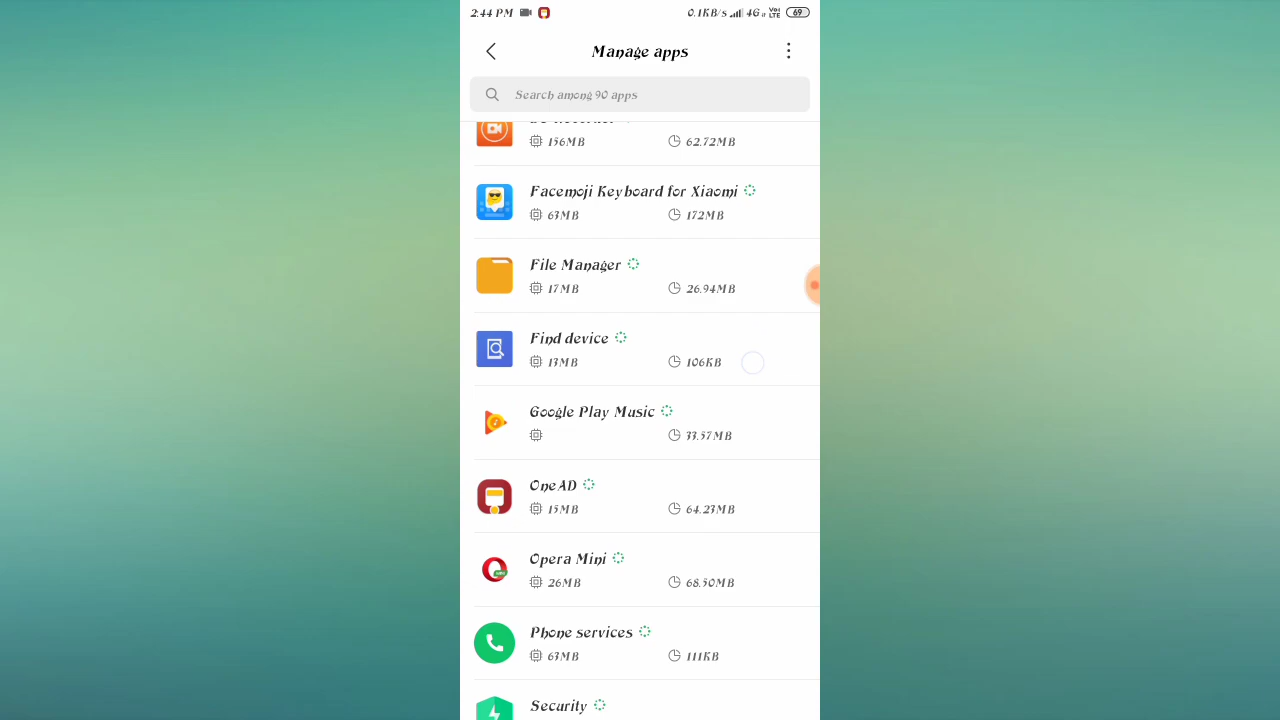 2:44 PM 0.1KB/s 4G Vo LTE 69
Manage apps
Search among 90 apps
156MB 62.72MB
Facemoji Keyboard for Xiaomi
63MB 172MB
File Manager
17MB 26.94MB
Find device
13MB 106KB
Google Play Music
33.57MB
OneAD
15MB 64.23MB
Opera Mini
26MB 68.50MB
Phone services
63MB 111KB
Security